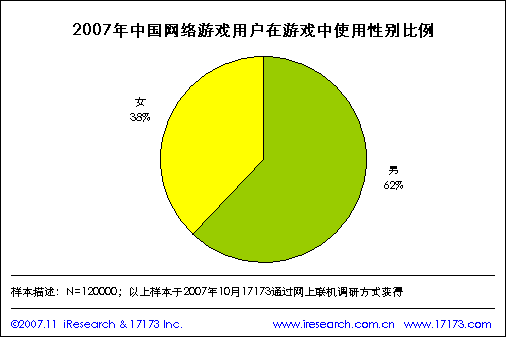 2007年中国网络游戏用户在游戏中使用性别比例
女
38%
男
62%
样本描述：N=120000；以上样本于2007年10月17173通过网上联机调研方式获得
©2007.11 iResearch & 17173 Inc. www.iresearch.com.cn www.17173.com